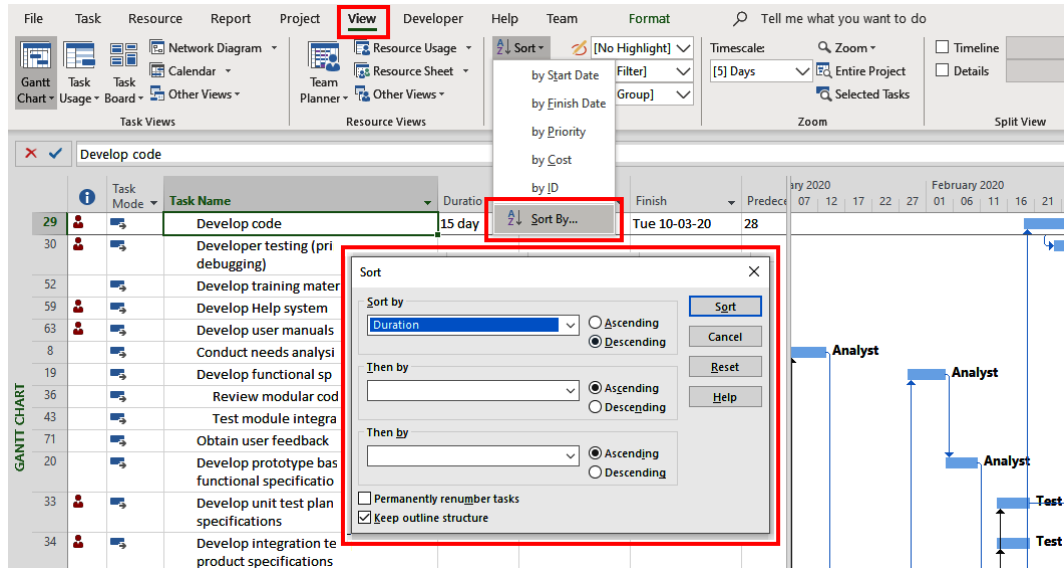 File Task Resource Report Project View Developer Help Team Format Tell me what you want to do
Gantt Chart
Task Usage
Task Board
Network Diagram
Calendar
Other Views
Task Views
Team Planner
Resource Usage
Resource Sheet
Other Views
Resource Views
Sort
by Start Date
by Finish Date
by Priority
by Cost
by ID
Sort By...
[No Highlight]
Filter]
Group]
Timescale:
[5] Days
Zoom
Entire Project
Selected Tasks
Zoom
Timeline
Details
Split View
Develop code
Task Mode Task Name Duratio Finish Predece
ry 2020 February 2020
07 12 17 22 27 01 06 11 16 21
29 Develop code 15 day Tue 10-03-20 28
30 Developer testing (pri
debugging)
52 Develop training mater
59 Develop Help system
63 Develop user manuals
8 Conduct needs analysi
19 Develop functional sp
36 Review modular cod
43 Test module integra
71 Obtain user feedback
20 Develop prototype bas
functional specificatio
33 Develop unit test plan
specifications
34 Develop integration te
product specifications
GANTT CHART
Sort
Sort by
Duration
Ascending
Descending
Then by
Ascending
Descending
Then by
Ascending
Descending
Permanently renumber tasks
Keep outline structure
Sort
Cancel
Reset
Help
Analyst
Analyst
Analyst
Test
Test